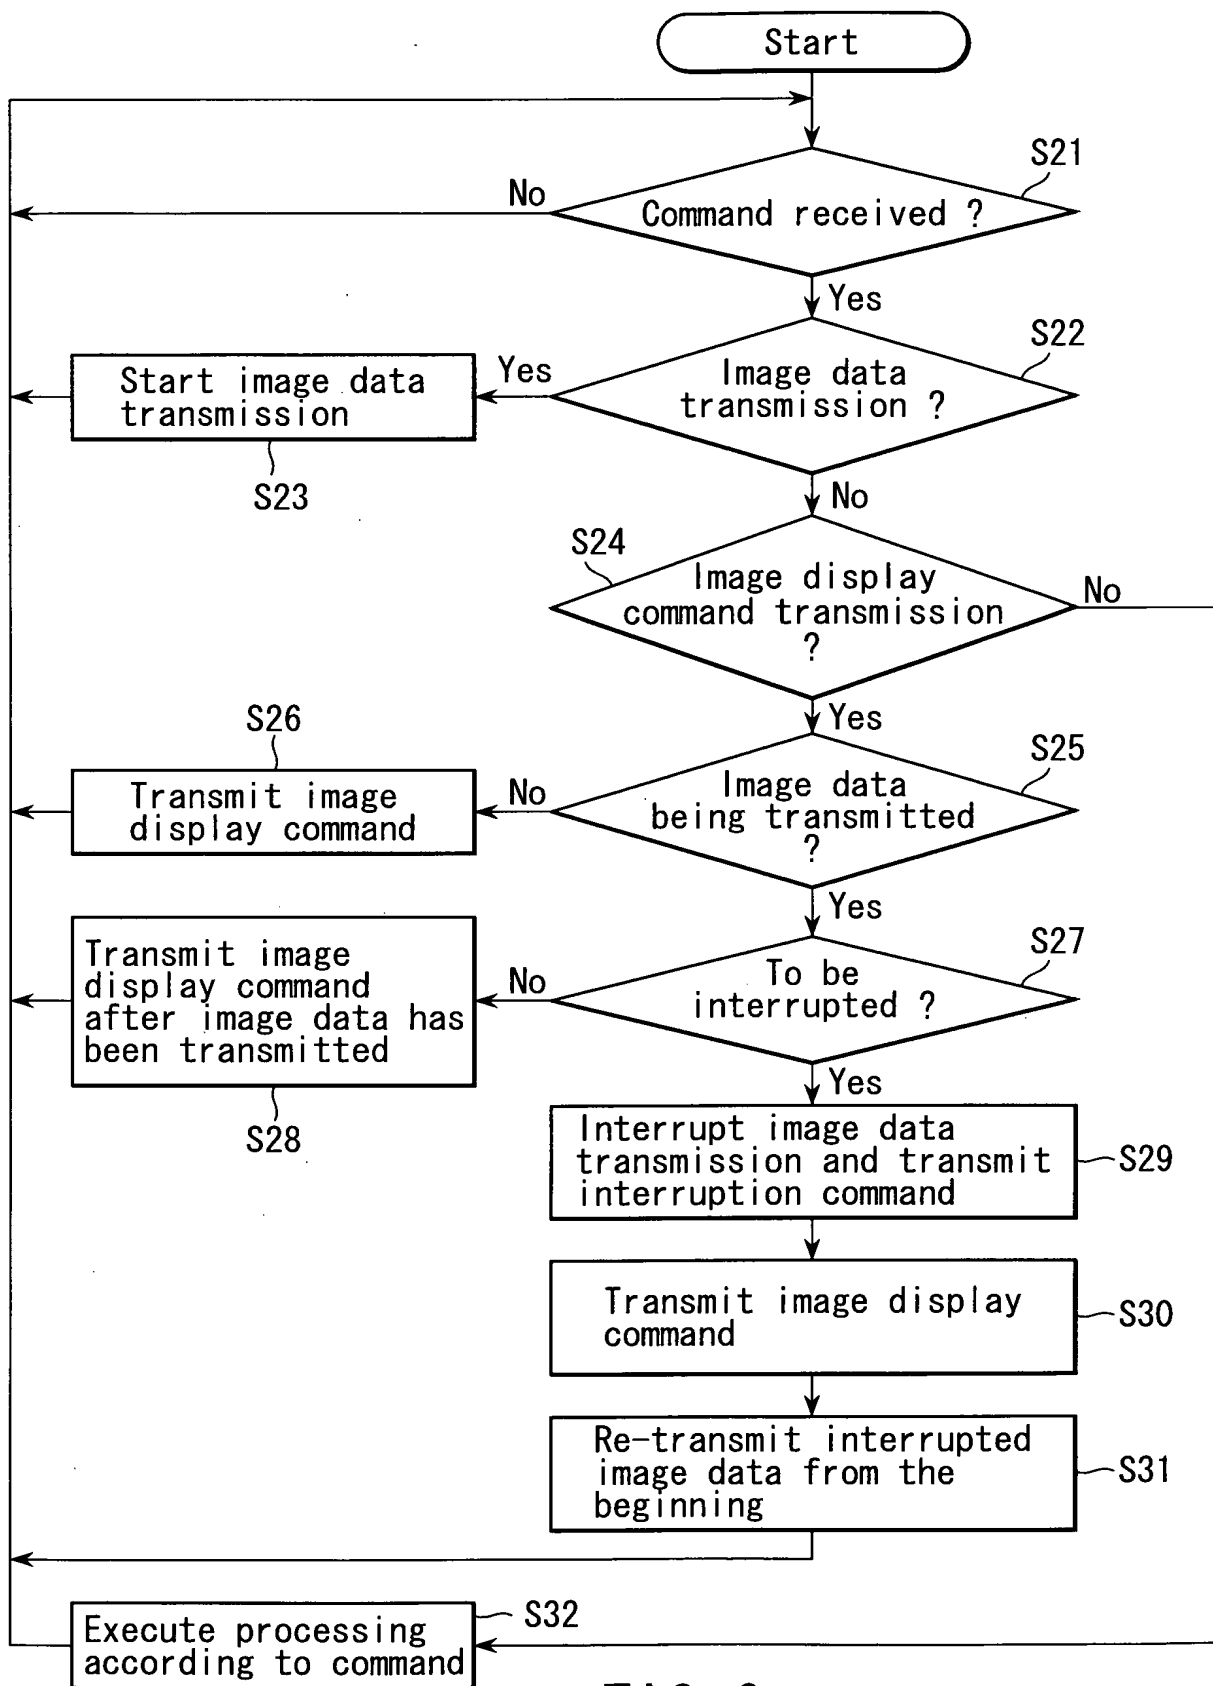 Start
S21
No
Command received ?
Yes
S22
Image data
transmission ?
Yes
Start image data
transmission
S23
No
S24
Image display
command transmission
?
No
Yes
S26
S25
Transmit image
display command
No
Image data
being transmitted
?
Yes
S27
Transmit image
display command
after image data has
been transmitted
No
To be
interrupted ?
S28
Yes
Interrupt image data
transmission and transmit
interruption command
S29
Transmit image display
command
S30
Re-transmit interrupted
image data from the
beginning
S31
S32
Execute processing
according to command